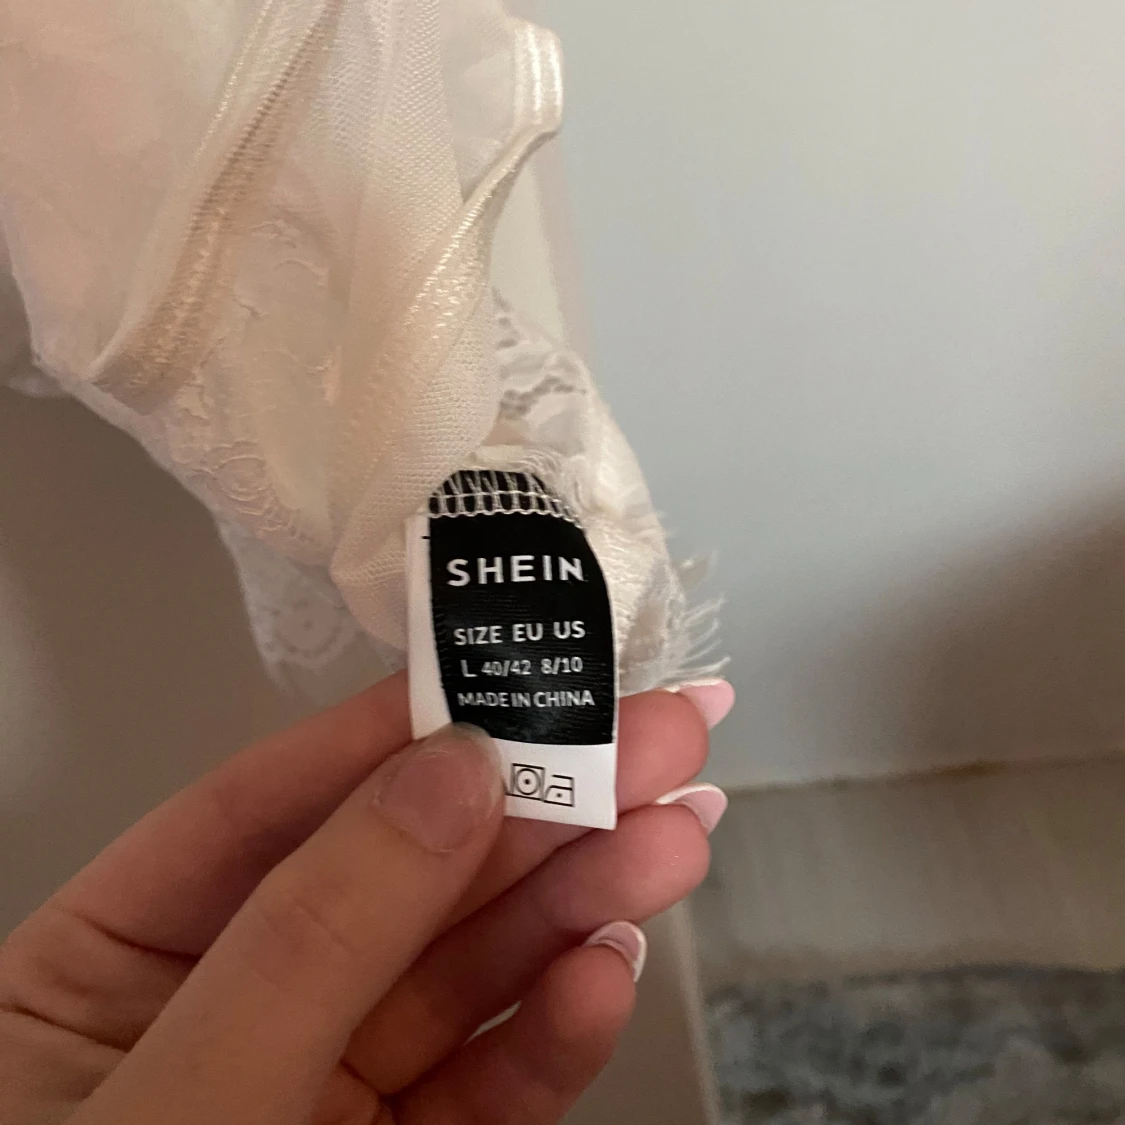 SHEIN
SIZE EU US
L 40/42 8/10
MADE IN CHINA